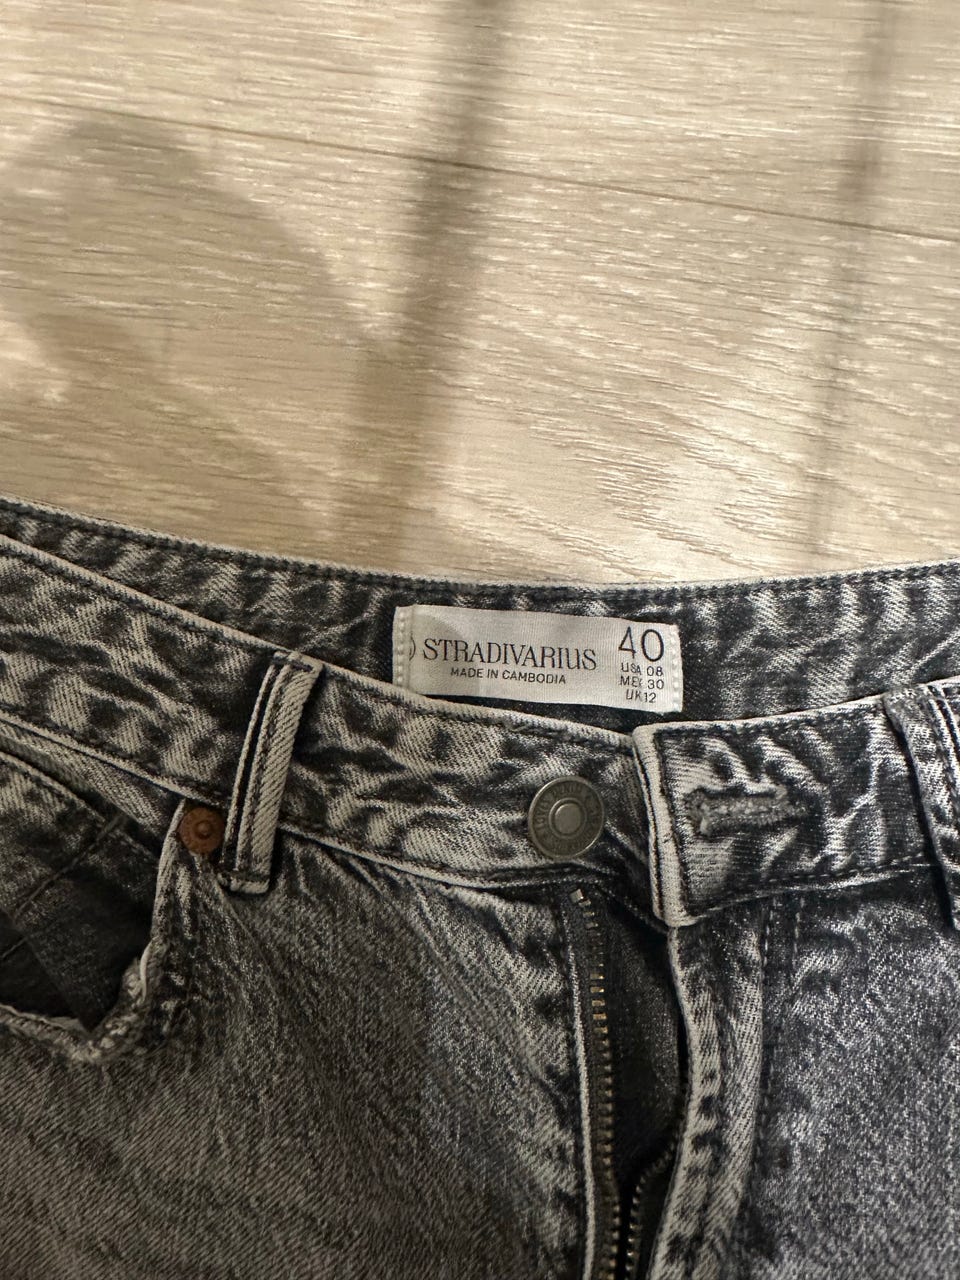 STRADIVARIUS
MADE IN CAMBODIA
40
USA 08
MEX 30
UK 12